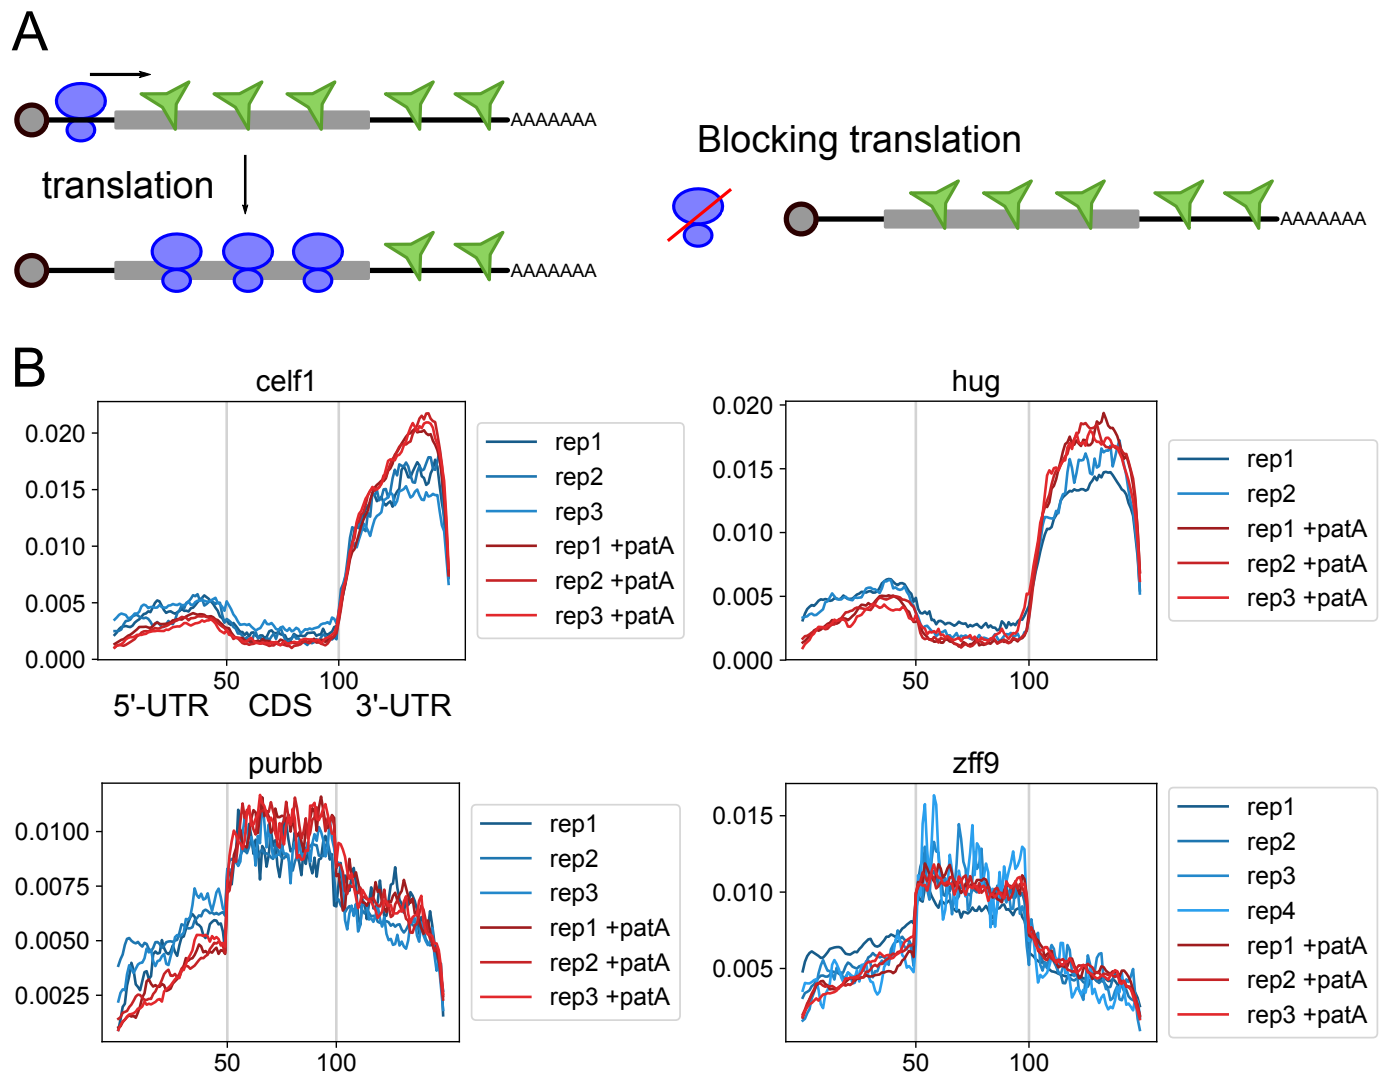 A
AAAAAAA
translation
AAAAAAA
Blocking translation
AAAAAAA
B
celf1
0.020
0.015
0.010
0.005
0.000
50
100
5'-UTR
CDS
3'-UTR
rep1
rep2
rep3
rep1 +patA
rep2 +patA
rep3 +patA
hug
0.020
0.015
0.010
0.005
0.000
50
100
rep1
rep2
rep1 +patA
rep2 +patA
rep3 +patA
purbb
0.0100
0.0075
0.0050
0.0025
50
100
rep1
rep2
rep3
rep1 +patA
rep2 +patA
rep3 +patA
zff9
0.015
0.010
0.005
50
100
rep1
rep2
rep3
rep4
rep1 +patA
rep2 +patA
rep3 +patA